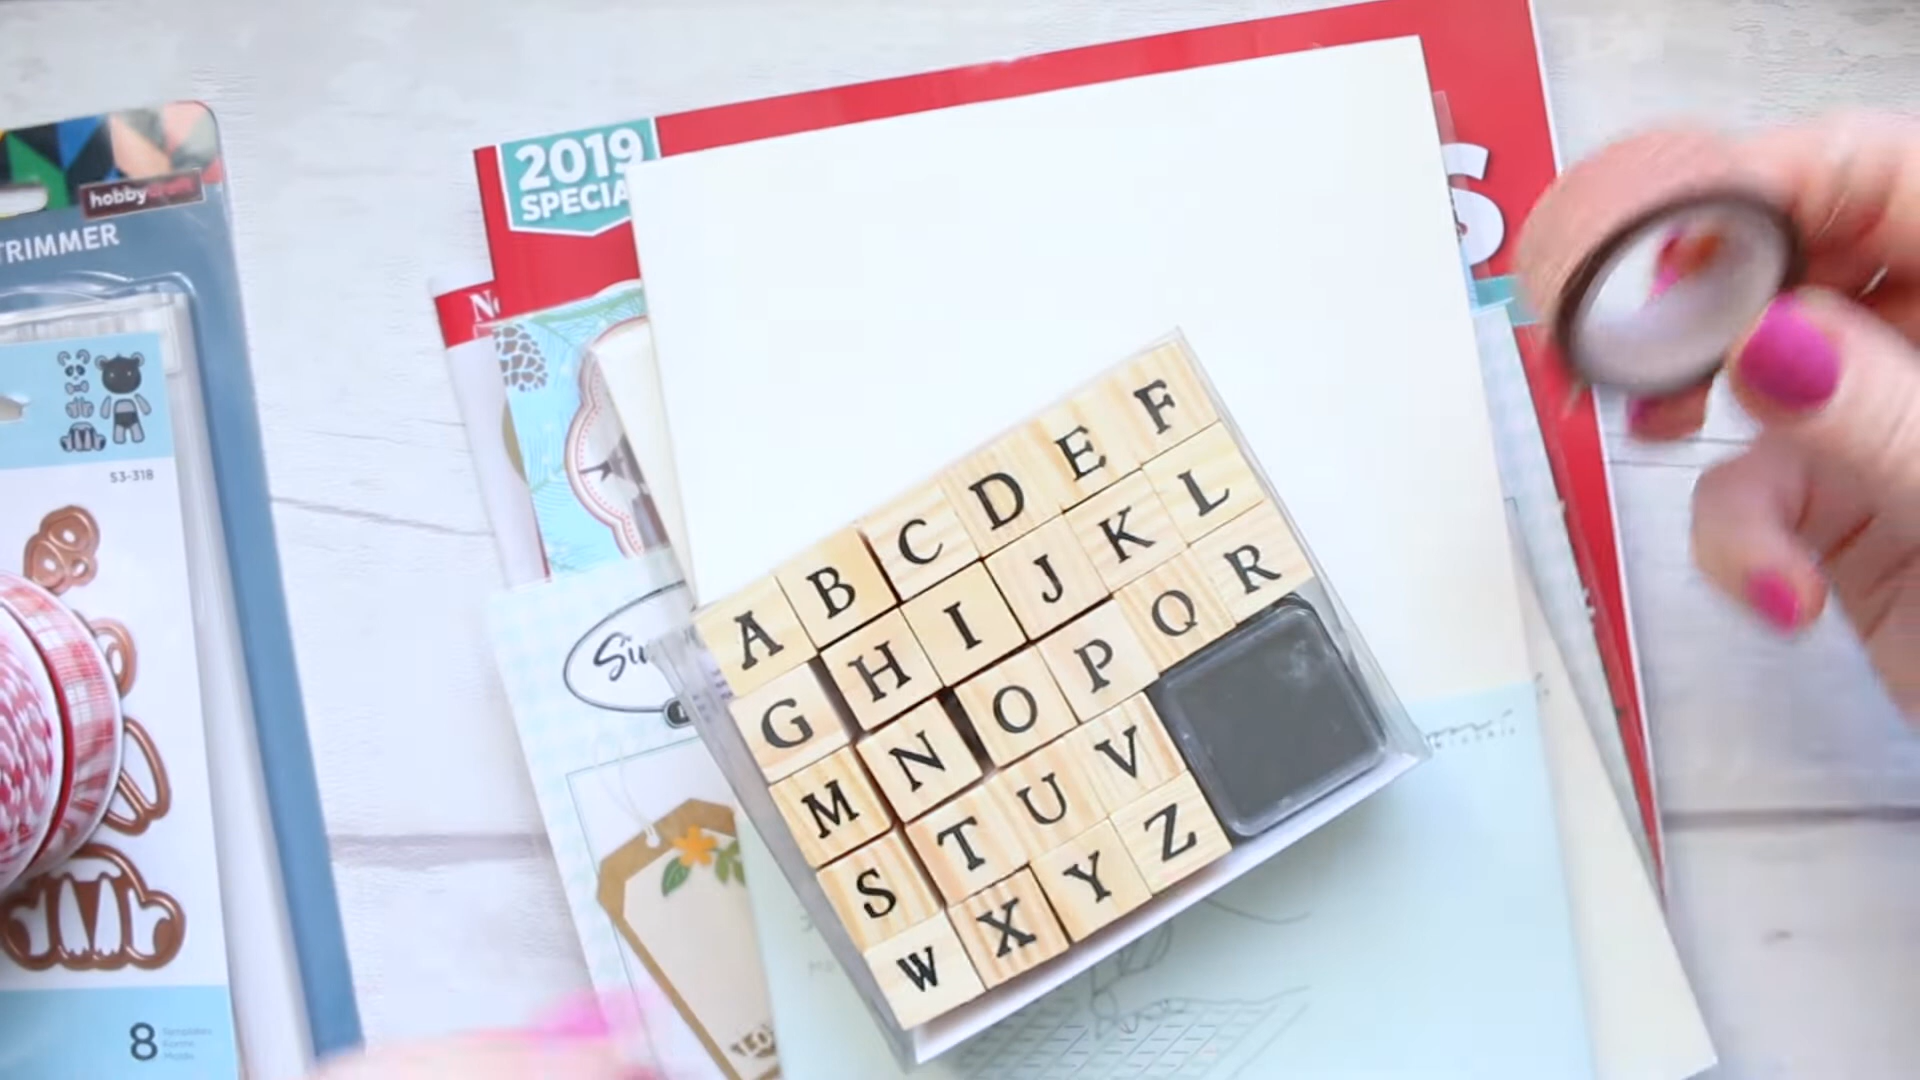 hobbycraft
TRIMMER
S3-318
8
2019
SPECIA
S
A B C D E F
G H I J K L
M N O P Q R
S T U V
W X Y Z